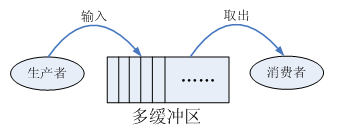 输入
取出
生产者
......
消费者
多缓冲区